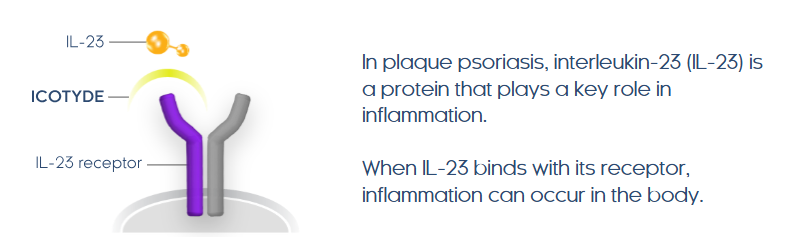 IL-23
ICOTYDE
IL-23 receptor
In plaque psoriasis, interleukin-23 (IL-23) is
a protein that plays a key role in
inflammation.
When IL-23 binds with its receptor,
inflammation can occur in the body.